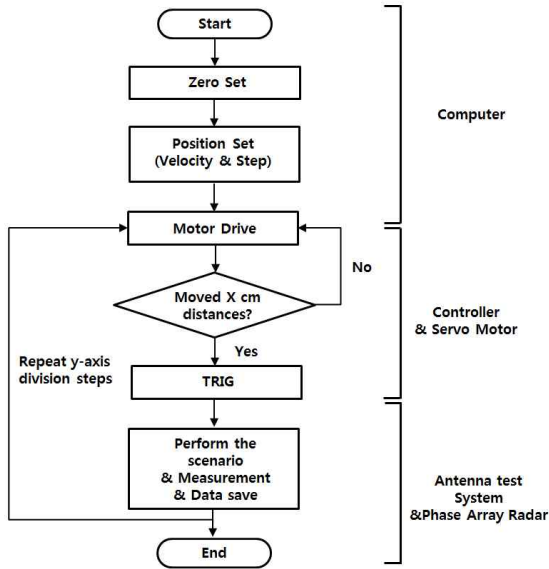 Start
Zero Set
Position Set
(Velocity & Step)
Computer
Motor Drive
No
Moved X cm
distances?
Controller
& Servo Motor
Yes
Repeat y-axis
division steps
TRIG
Perform the
scenario
& Measurement
& Data save
Antenna test
System
&Phase Array Radar
End